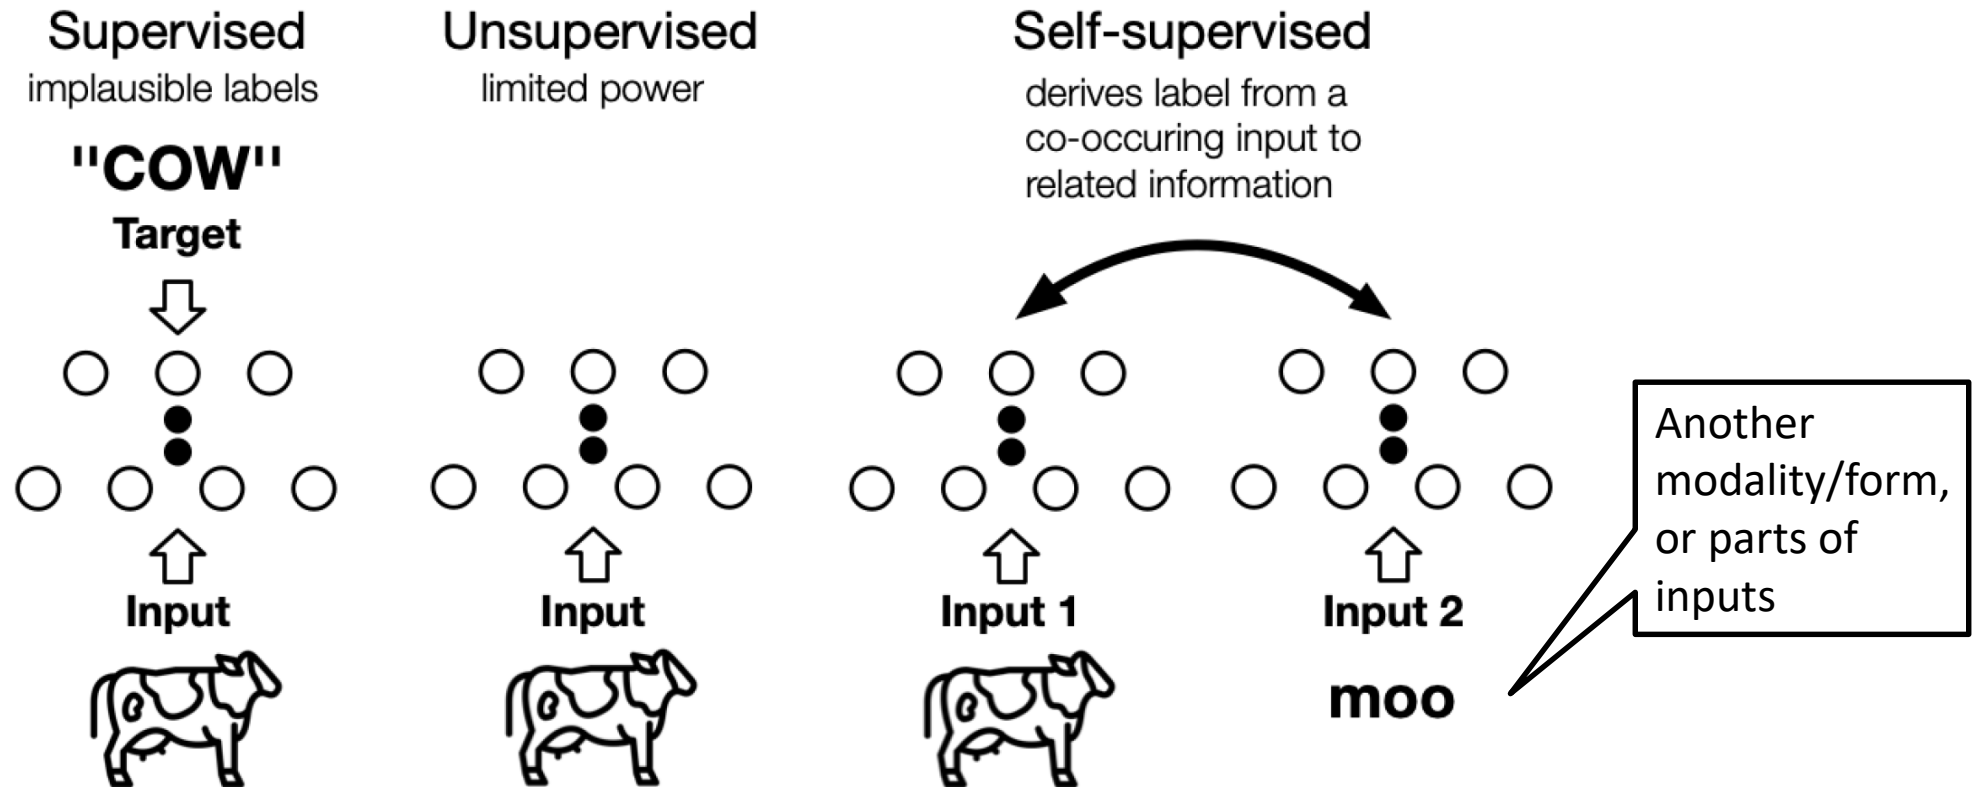 Supervised
implausible labels
"COW"
Target
Input
Unsupervised
limited power
Input
Self-supervised
derives label from a
co-occuring input to
related information
Input 1
Input 2
moo
Another
modality/form,
or parts of
inputs